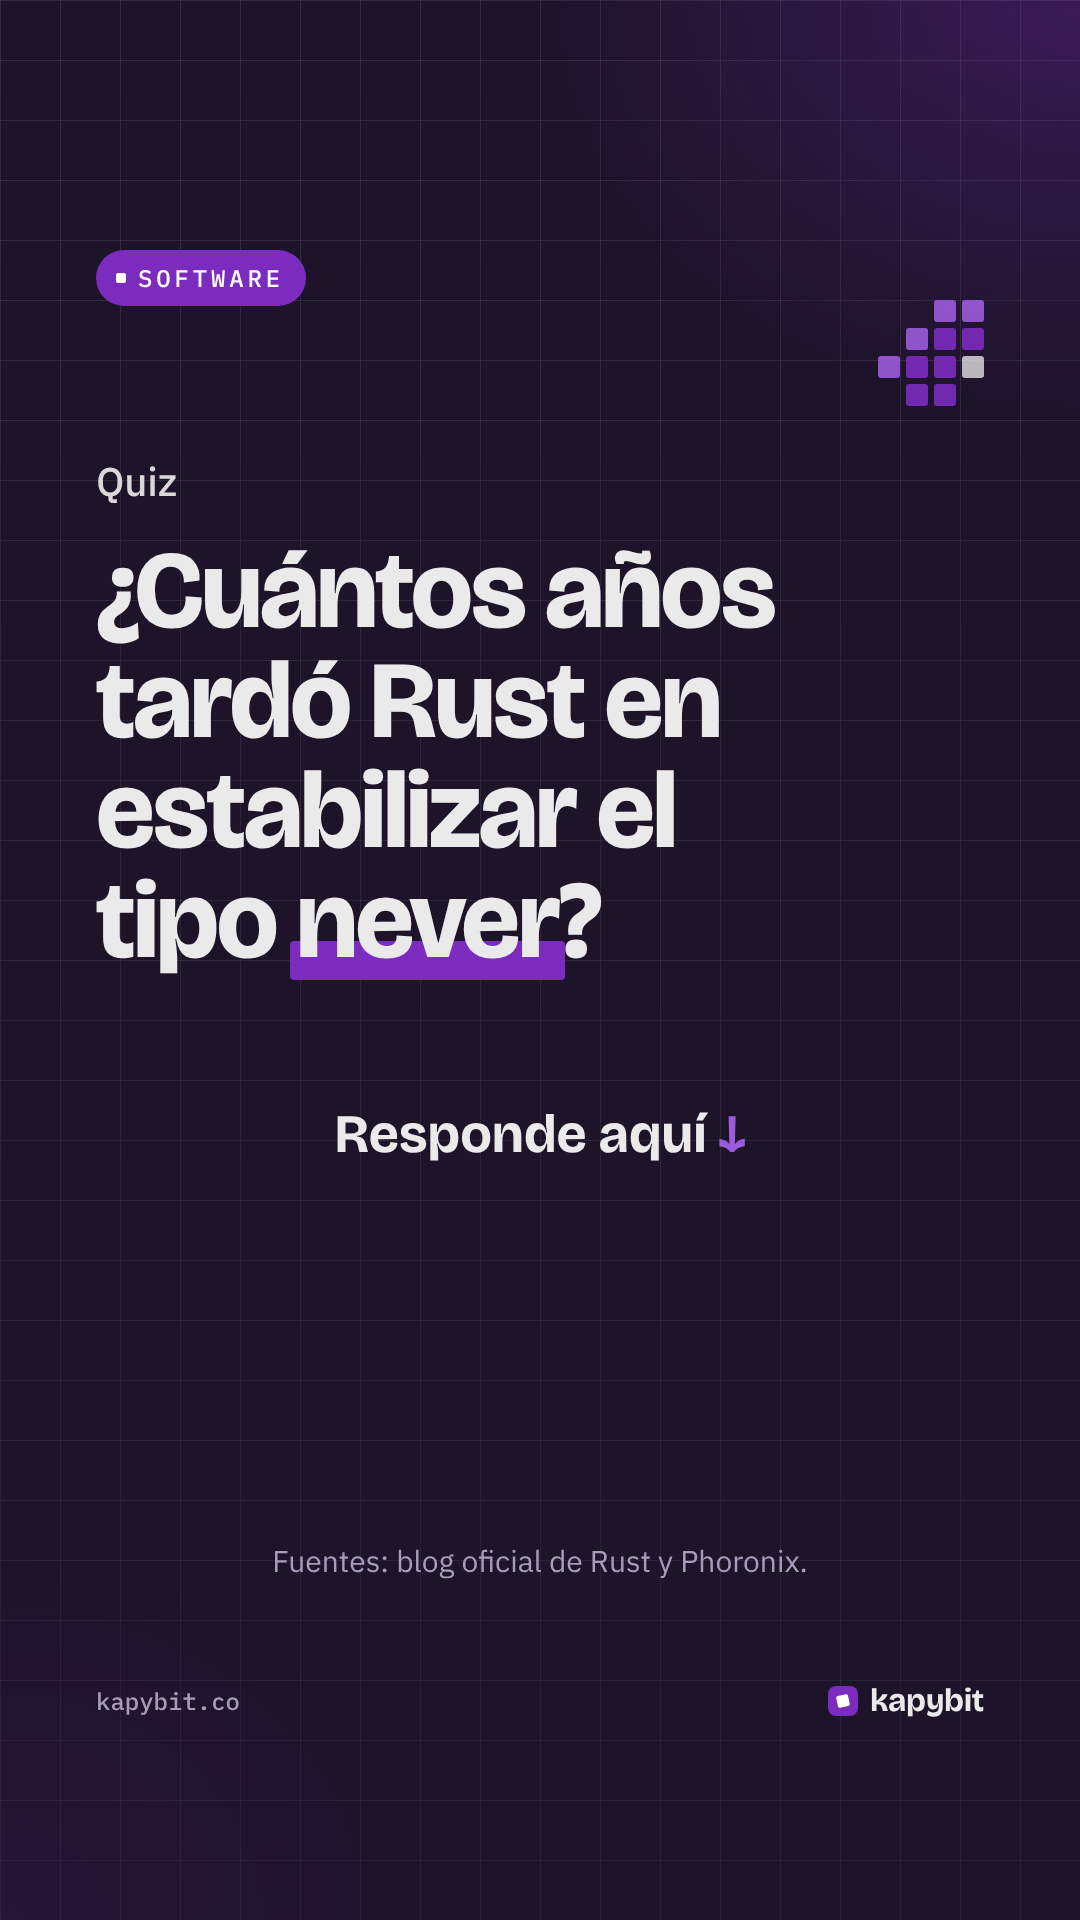 SOFTWARE
Quiz
¿Cuántos años
tardó Rust en
estabilizar el
tipo never?
Responde aquí ↓
Fuentes: blog oficial de Rust y Phoronix.
kapybit.co
kapybit